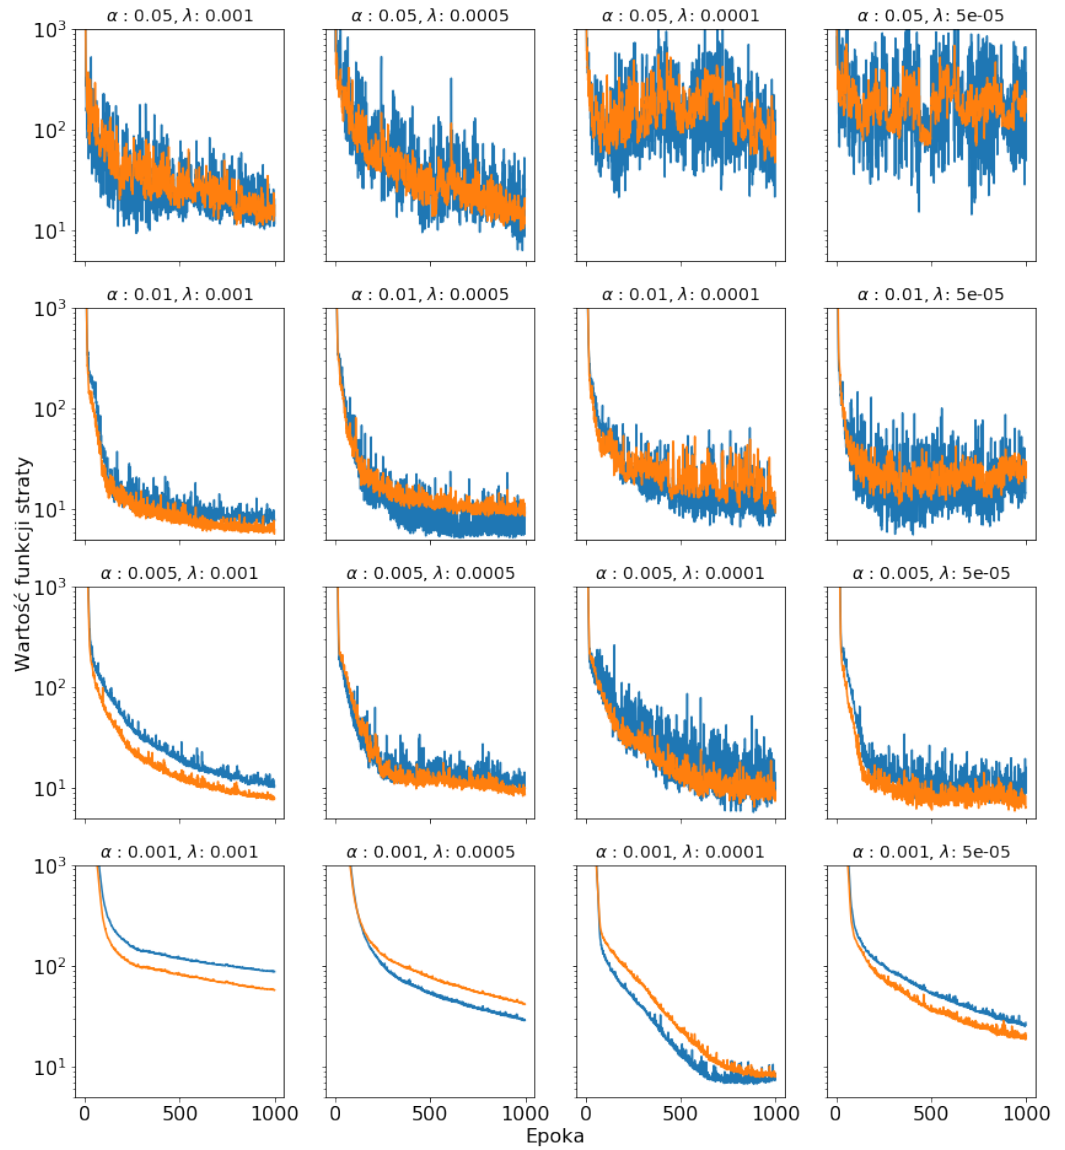 α : 0.05, λ: 0.001
α : 0.05, λ: 0.0005
α : 0.05, λ: 0.0001
α : 0.05, λ: 5e-05
10³
10²
10¹
α : 0.01, λ: 0.001
α : 0.01, λ: 0.0005
α : 0.01, λ: 0.0001
α : 0.01, λ: 5e-05
10³
10²
10¹
Wartość funkcji straty
α : 0.005, λ: 0.001
α : 0.005, λ: 0.0005
α : 0.005, λ: 0.0001
α : 0.005, λ: 5e-05
10³
10²
10¹
α : 0.001, λ: 0.001
α : 0.001, λ: 0.0005
α : 0.001, λ: 0.0001
α : 0.001, λ: 5e-05
10³
10²
10¹
0 500 1000
0 500 1000
0 500 1000
0 500 1000
Epoka